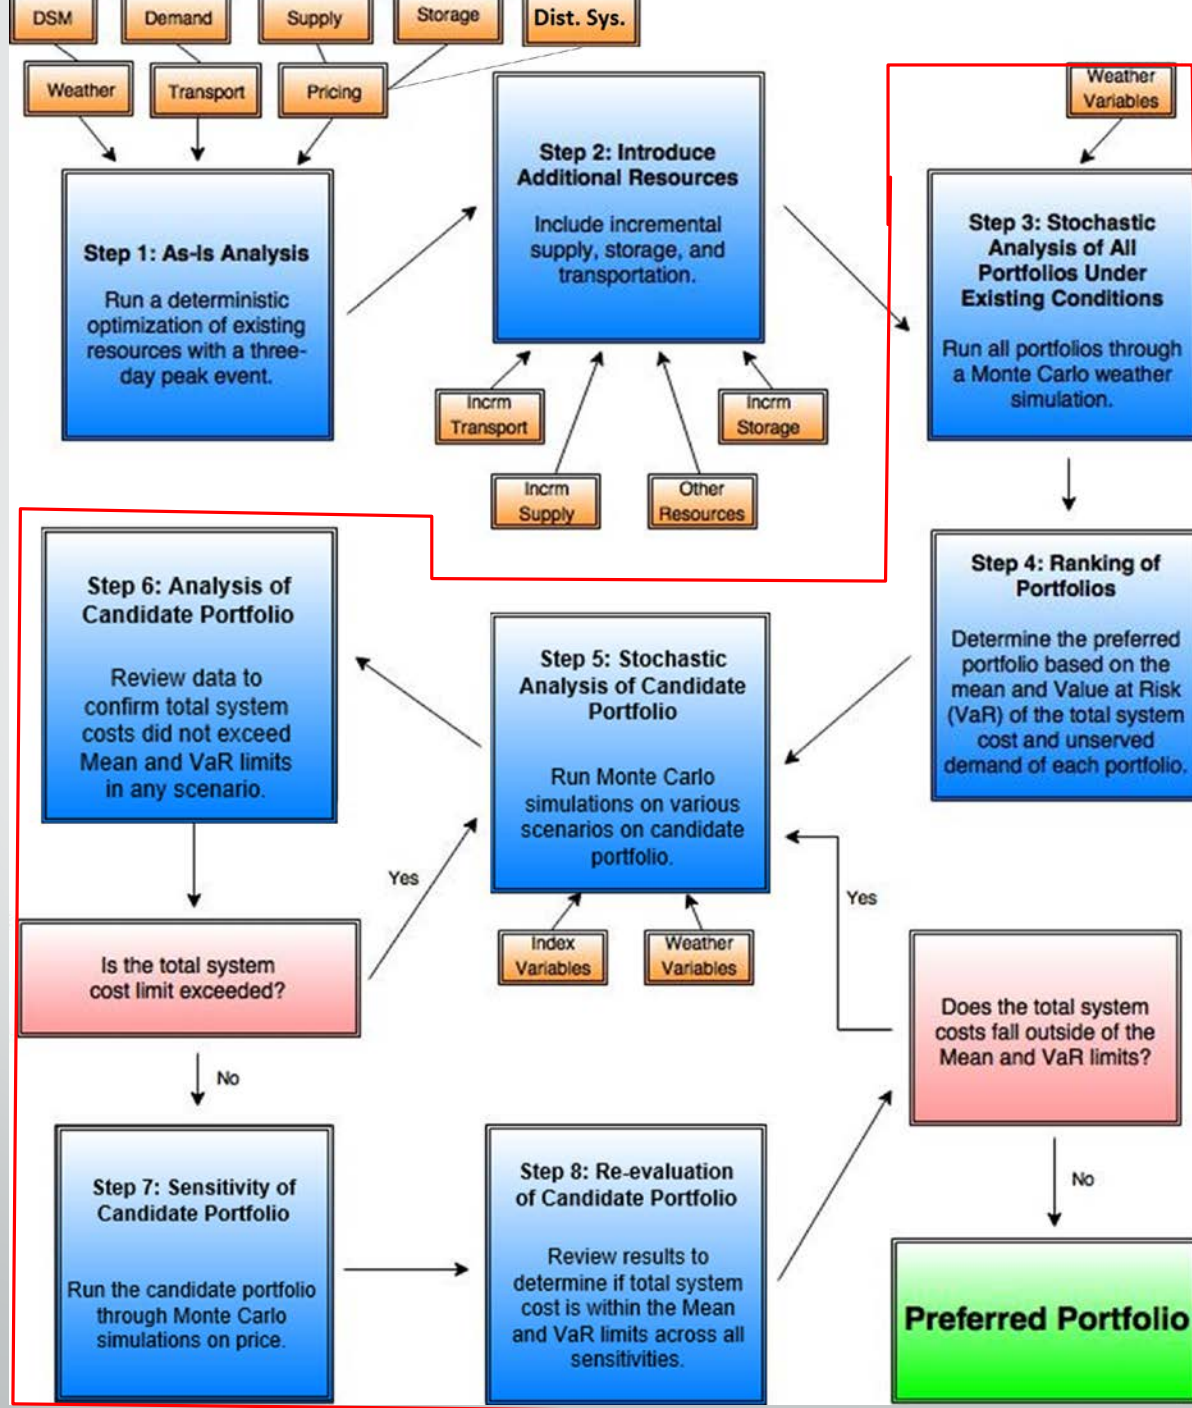 DSM
Demand
Supply
Storage
Dist. Sys.
Weather
Transport
Pricing
Step 1: As-Is Analysis
Run a deterministic
optimization of existing
resources with a three-
day peak event.
Step 2: Introduce
Additional Resources
Include incremental
supply, storage, and
transportation.
Incrm
Transport
Incrm
Supply
Other
Resources
Incrm
Storage
Weather
Variables
Step 3: Stochastic
Analysis of All
Portfolios Under
Existing Conditions
Run all portfolios through
a Monte Carlo weather
simulation.
Step 4: Ranking of
Portfolios
Determine the preferred
portfolio based on the
mean and Value at Risk
(VaR) of the total system
cost and unserved
demand of each portfolio.
Step 5: Stochastic
Analysis of Candidate
Portfolio
Run Monte Carlo
simulations on various
scenarios on candidate
portfolio.
Index
Variables
Weather
Variables
Step 6: Analysis of
Candidate Portfolio
Review data to
confirm total system
costs did not exceed
Mean and VaR limits
in any scenario.
Yes
Is the total system
cost limit exceeded?
No
Step 7: Sensitivity of
Candidate Portfolio
Run the candidate portfolio
through Monte Carlo
simulations on price.
Step 8: Re-evaluation
of Candidate Portfolio
Review results to
determine if total system
cost is within the Mean
and VaR limits across all
sensitivities.
Yes
Does the total system
costs fall outside of the
Mean and VaR limits?
No
Preferred Portfolio